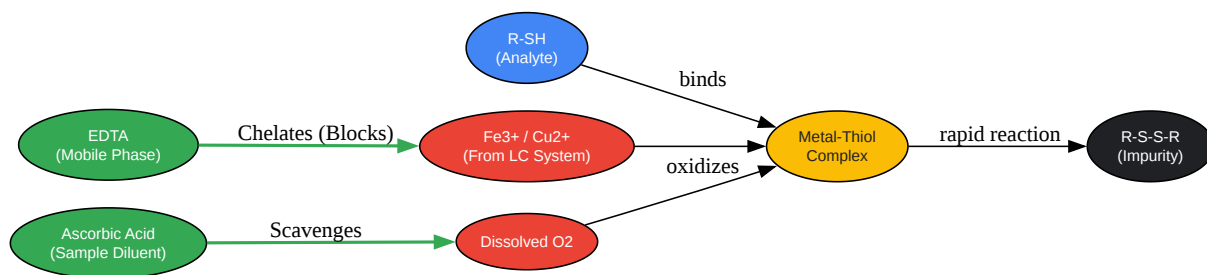 R-SH
(Analyte)
binds
EDTA
(Mobile Phase)
Chelates (Blocks)
Fe3+ / Cu2+
(From LC System)
Metal-Thiol
Complex
rapid reaction
R-S-S-R
(Impurity)
oxidizes
Ascorbic Acid
(Sample Diluent)
Scavenges
Dissolved O2